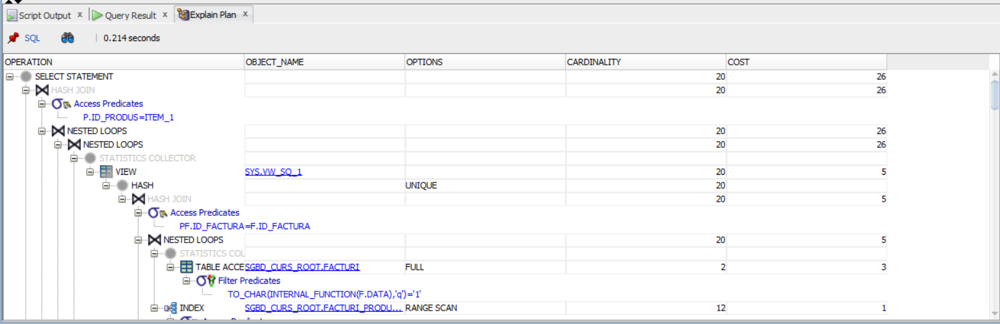 Script Output x Query Result x Explain Plan x
SQL 0.214 seconds
OPERATION OBJECT_NAME OPTIONS CARDINALITY COST
SELECT STATEMENT 20 26
HASH JOIN 20 26
Access Predicates
P.ID_PRODUS=ITEM_1
NESTED LOOPS 20 26
NESTED LOOPS 20 26
STATISTICS COLLECTOR
VIEW SYS.VW_SQ_1 20 5
HASH UNIQUE 20
HASH JOIN 20 5
Access Predicates
PF.ID_FACTURA=F.ID_FACTURA
NESTED LOOPS 20 5
STATISTICS COL
TABLE ACCE SGBD_CURS_ROOT.FACTURI FULL 2 3
Filter Predicates
TO_CHAR(INTERNAL_FUNCTION(F.DATA),'q')='1'
INDEX SGBD_CURS_ROOT.FACTURI_PRODU... RANGE SCAN 12 1